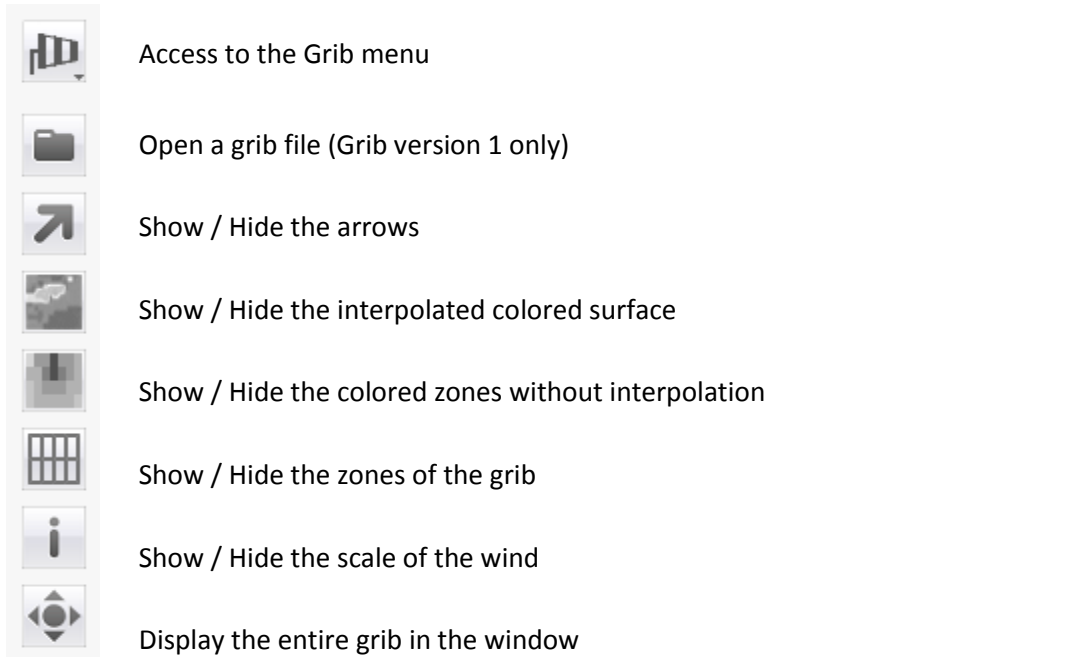 Access to the Grib menu
Open a grib file (Grib version 1 only)
Show / Hide the arrows
Show / Hide the interpolated colored surface
Show / Hide the colored zones without interpolation
Show / Hide the zones of the grib
Show / Hide the scale of the wind
Display the entire grib in the window